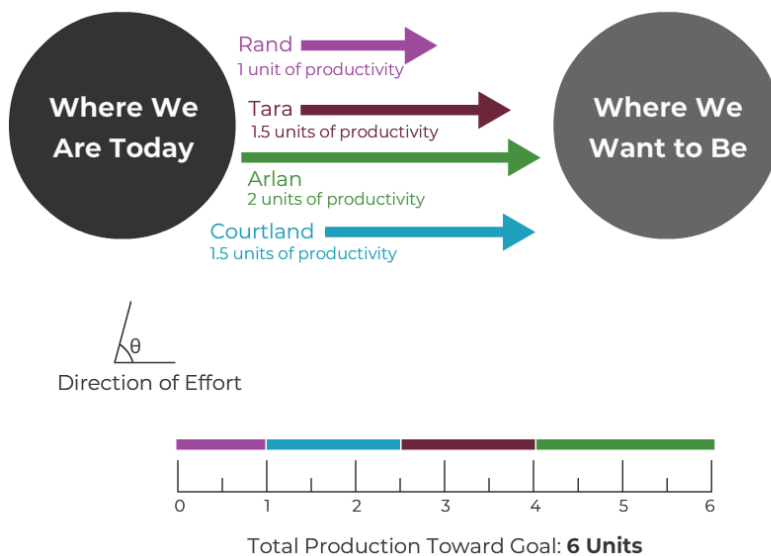 Where We
Are Today
Rand
1 unit of productivity
Tara
1.5 units of productivity
Arlan
2 units of productivity
Courtland
1.5 units of productivity
Where We
Want to Be
θ
Direction of Effort
0 1 2 3 4 5 6
Total Production Toward Goal: 6 Units